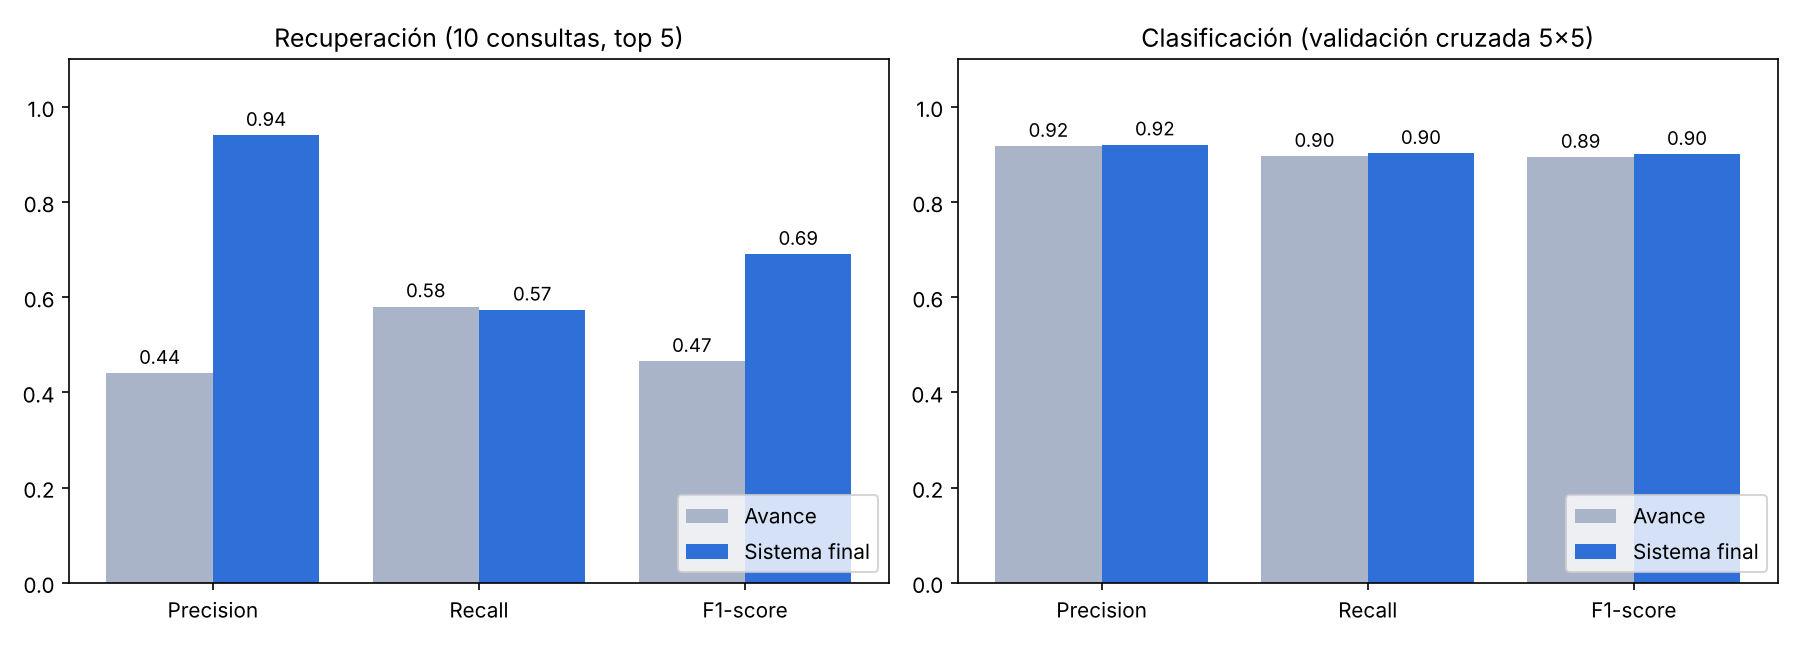 Recuperación (10 consultas, top 5)
1.0
0.8
0.6
0.4
0.2
0.0
0.44
0.94
0.58
0.57
0.47
0.69
Avance
Sistema final
Precision
Recall
F1-score
Clasificación (validación cruzada 5×5)
1.0
0.8
0.6
0.4
0.2
0.0
0.92
0.92
0.90
0.90
0.89
0.90
Avance
Sistema final
Precision
Recall
F1-score